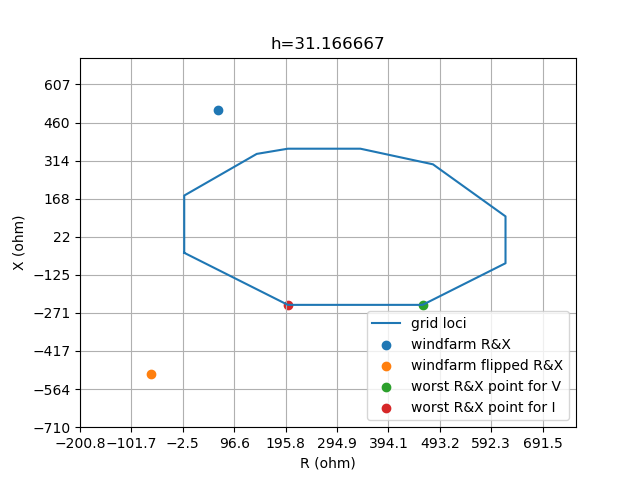 h=31.166667
X (ohm)
607
460
314
168
22
−125
−271
−417
−564
−710
grid loci
windfarm R&X
windfarm flipped R&X
worst R&X point for V
worst R&X point for I
−200.8 −101.7 −2.5 96.6 195.8 294.9 394.1 493.2 592.3 691.5
R (ohm)